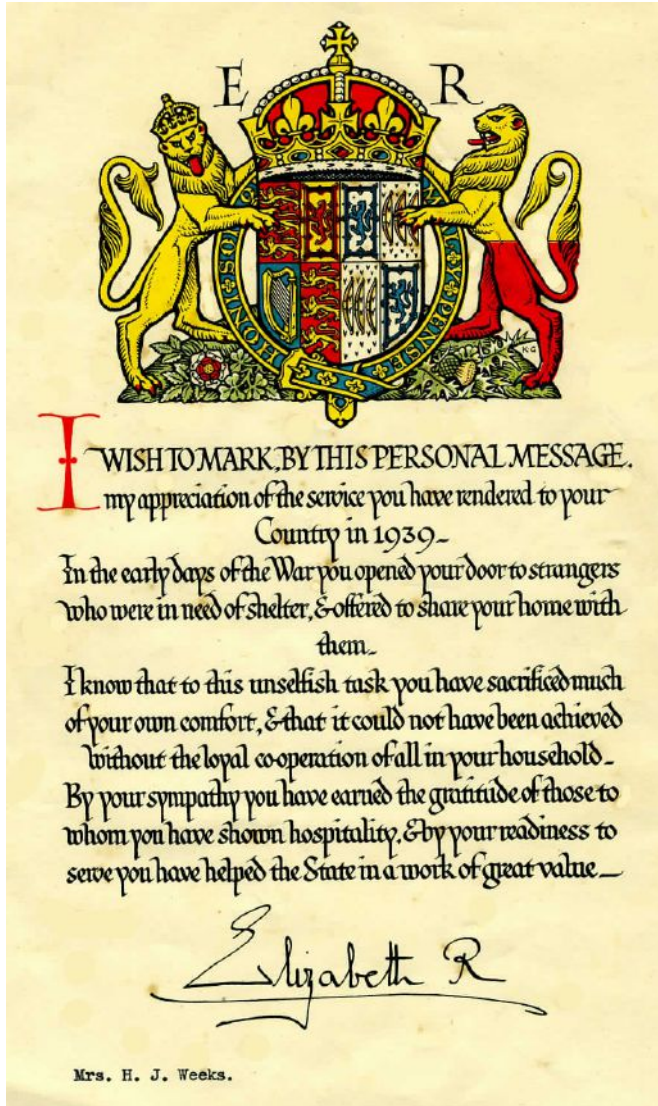 E R
HONI SOIT
QUI MAL Y PENSE
KG
I WISH TO MARK, BY THIS PERSONAL MESSAGE,
my appreciation of the service you have rendered to your
Country in 1939_
In the early days of the War you opened your door to strangers
who were in need of shelter, & offered to share your home with
them_
I know that to this unselfish task you have sacrificed much
of your own comfort, & that it could not have been achieved
without the loyal co-operation of all in your household_
By your sympathy you have earned the gratitude of those to
whom you have shown hospitality, & by your readiness to
serve you have helped the State in a work of great value_
Elizabeth R
Mrs. H. J. Weeks.